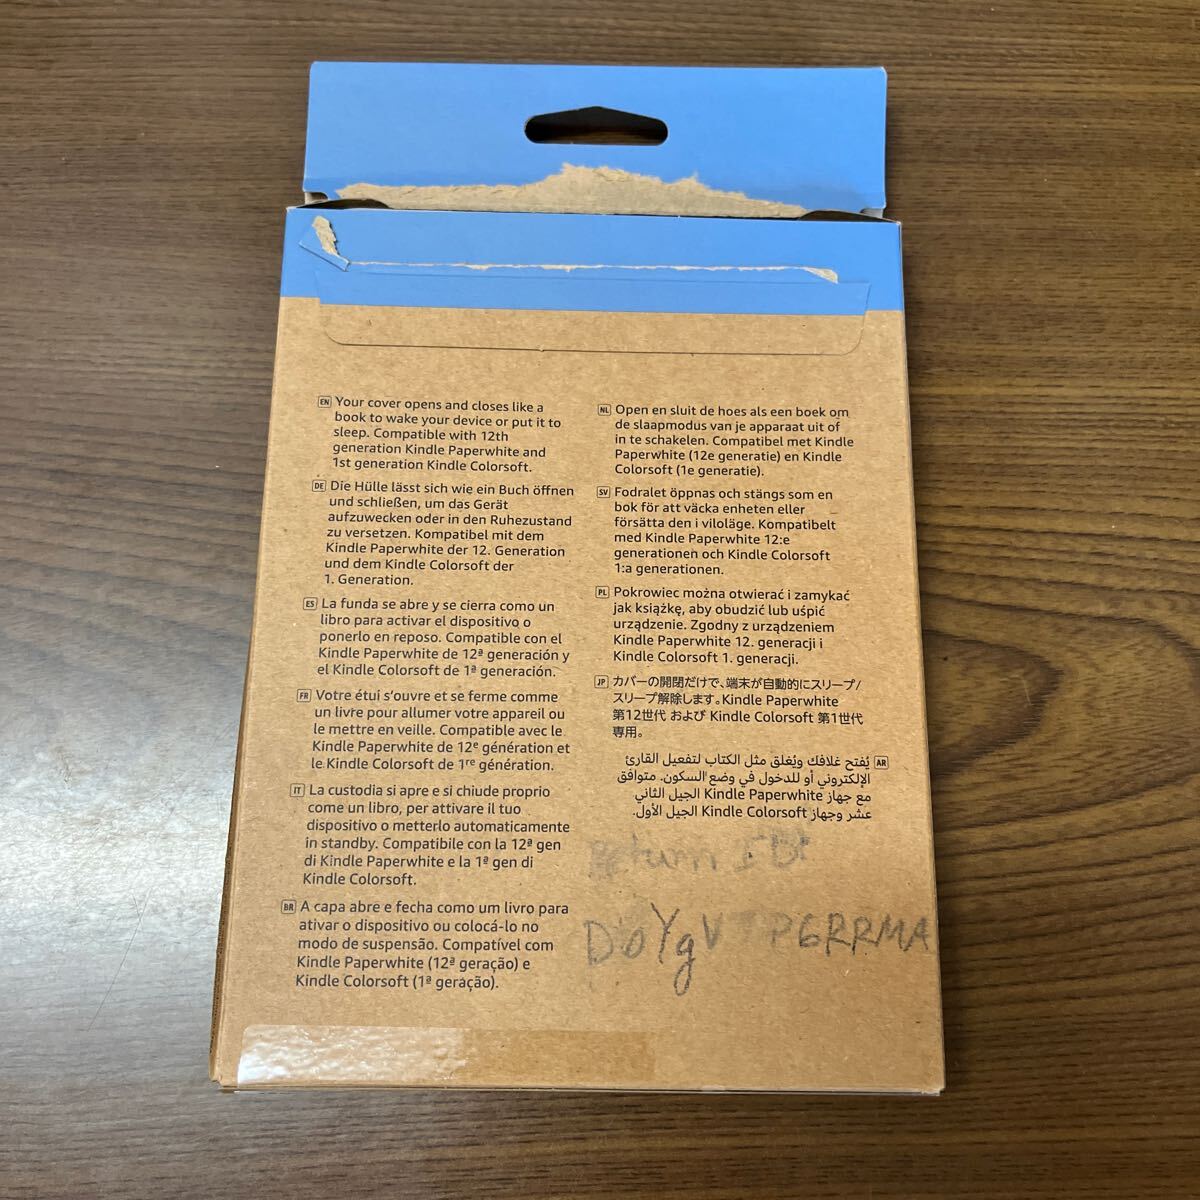 EN Your cover opens and closes like a
book to wake your device or put it to
sleep. Compatible with 12th
generation Kindle Paperwhite and
1st generation Kindle Colorsoft.
DE Die Hülle lässt sich wie ein Buch öffnen
und schließen, um das Gerät
aufzuwecken oder in den Ruhezustand
zu versetzen. Kompatibel mit dem
Kindle Paperwhite der 12. Generation
und dem Kindle Colorsoft der
1. Generation.
ES La funda se abre y se cierra como un
libro para activar el dispositivo o
ponerlo en reposo. Compatible con el
Kindle Paperwhite de 12ª generación y
el Kindle Colorsoft de 1ª generación.
FR Votre étui s'ouvre et se ferme comme
un livre pour allumer votre appareil ou
le mettre en veille. Compatible avec le
Kindle Paperwhite de 12e génération et
le Kindle Colorsoft de 1re génération.
IT La custodia si apre e si chiude proprio
come un libro, per attivare il tuo
dispositivo o metterlo automaticamente
in standby. Compatibile con la 12ª gen
di Kindle Paperwhite e la 1ª gen di
Kindle Colorsoft.
BR A capa abre e fecha como um livro para
ativar o dispositivo ou colocá-lo no
modo de suspensão. Compatível com
Kindle Paperwhite (12ª geração) e
Kindle Colorsoft (1ª geração).
NL Open en sluit de hoes als een boek om
de slaapmodus van je apparaat uit of
in te schakelen. Compatibel met Kindle
Paperwhite (12e generatie) en Kindle
Colorsoft (1e generatie).
SV Fodralet öppnas och stängs som en
bok för att väcka enheten eller
försätta den i viloläge. Kompatibelt
med Kindle Paperwhite 12:e
generationen och Kindle Colorsoft
1:a generationen.
PL Pokrowiec można otwierać i zamykać
jak książkę, aby obudzić lub uśpić
urządzenie. Zgodny z urządzeniem
Kindle Paperwhite 12. generacji i
Kindle Colorsoft 1. generacji.
JP カバーの開閉だけで、端末が自動的にスリープ/
スリープ解除します。Kindle Paperwhite
第12世代 および Kindle Colorsoft 第1世代
専用。
AR يُفتح غلافك ويُغلق مثل الكتاب لتفعيل القارئ
الإلكتروني أو للدخول في وضع السكون. متوافق
مع جهاز Kindle Paperwhite الجيل الثاني
عشر وجهاز Kindle Colorsoft الجيل الأول.
Return ID:
DoYgV P6RRMA